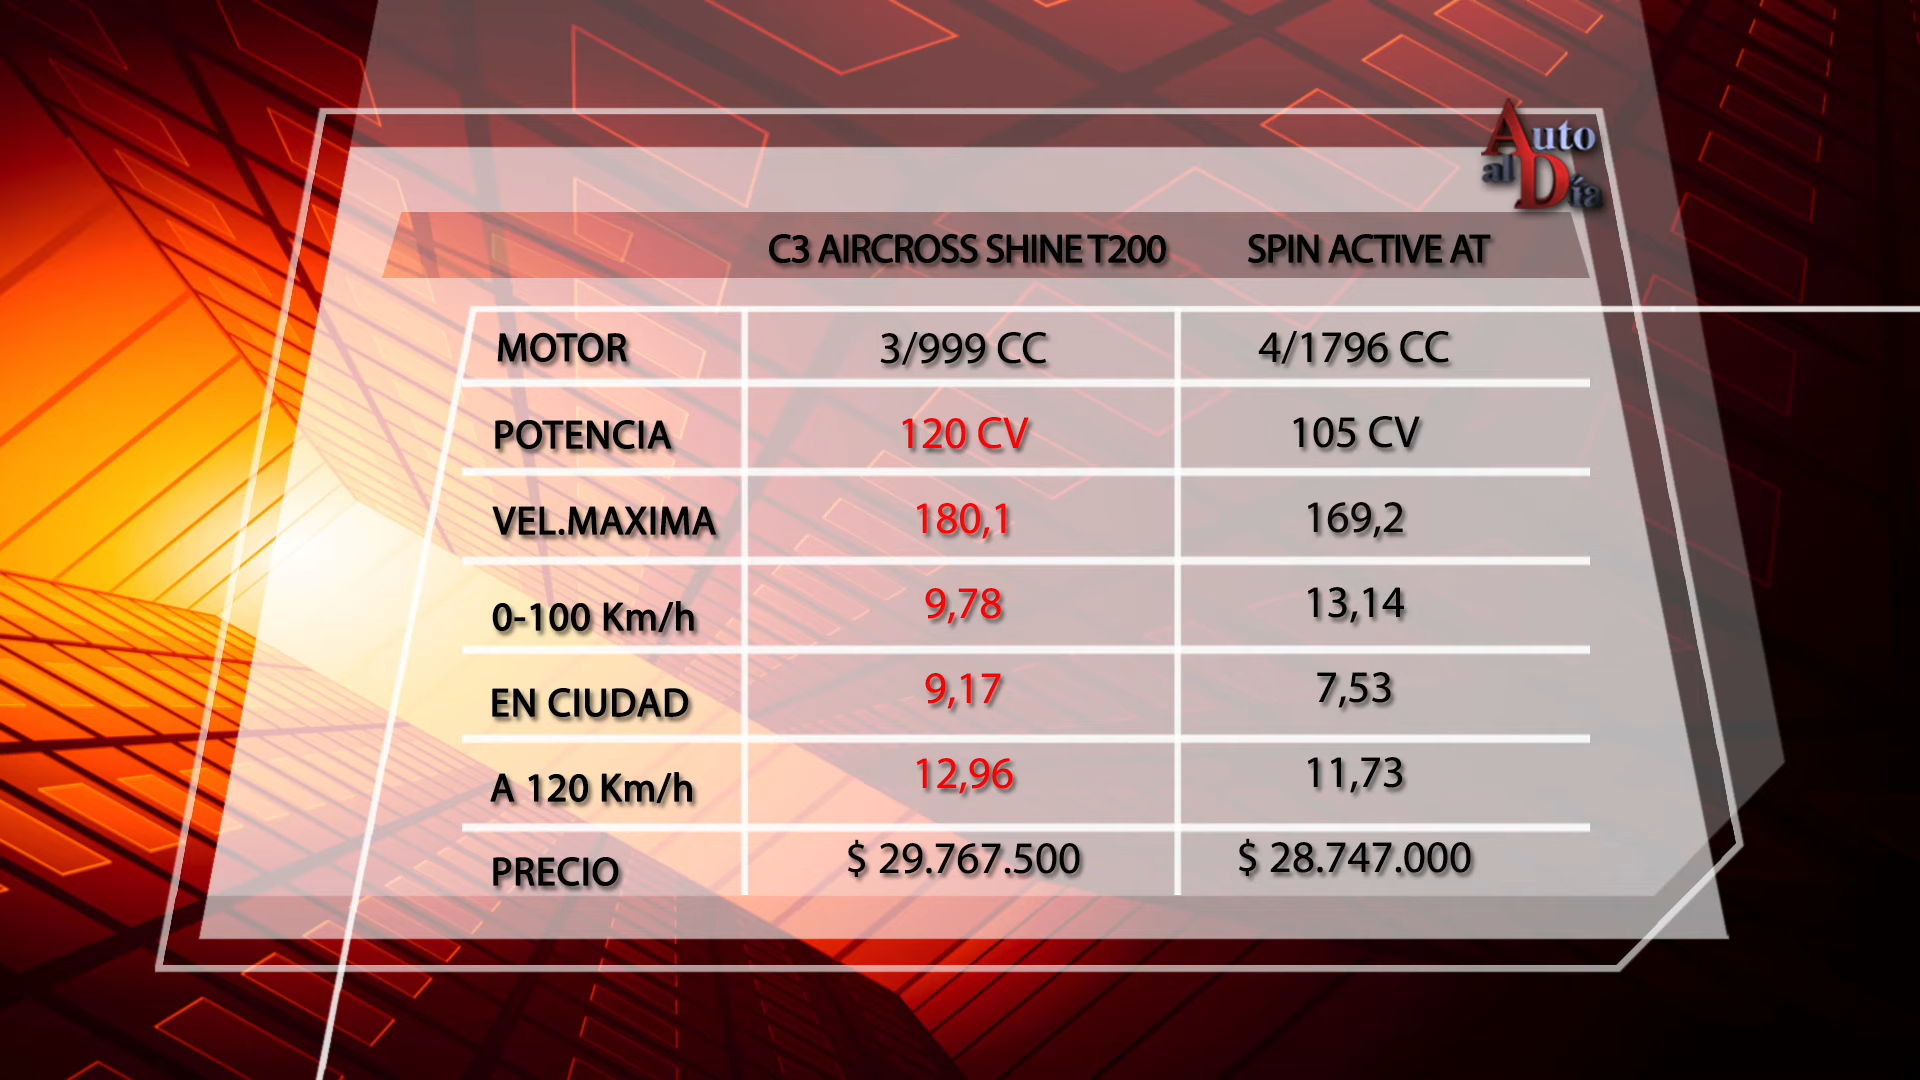 Auto
al Día
C3 AIRCROSS SHINE T200 SPIN ACTIVE AT
MOTOR 3/999 CC 4/1796 CC
POTENCIA 120 CV 105 CV
VEL.MAXIMA 180,1 169,2
0-100 Km/h 9,78 13,14
EN CIUDAD 9,17 7,53
A 120 Km/h 12,96 11,73
PRECIO $ 29.767.500 $ 28.747.000